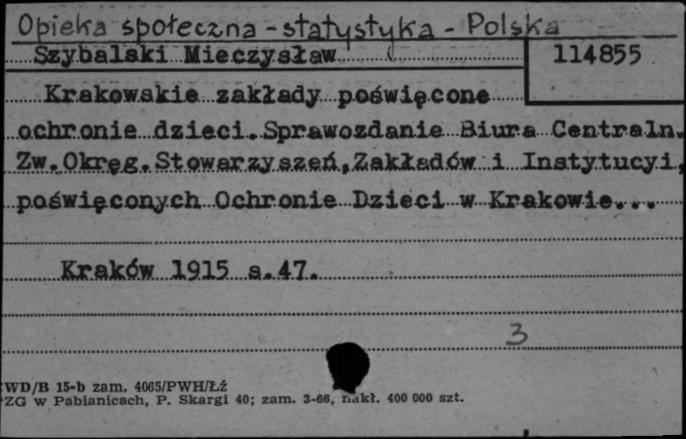 Opieka społeczna - statystyka - Polska
Szybalski Mieczysław 114855
Krakowskie zakłady poświęcone
ochronie dzieci. Sprawozdanie Biura Centraln.
Zw. Okręg. Stowarzyszeń, Zakładów i Instytucyi,
poświęconych Ochronie Dzieci w Krakowie...
Kraków 1915 s.47.
3
WD/B 15-b zam. 4065/PWH/Łź
PZG w Pabianicach, P. Skargi 40; zam. 3-66, nakł. 400 000 szt.